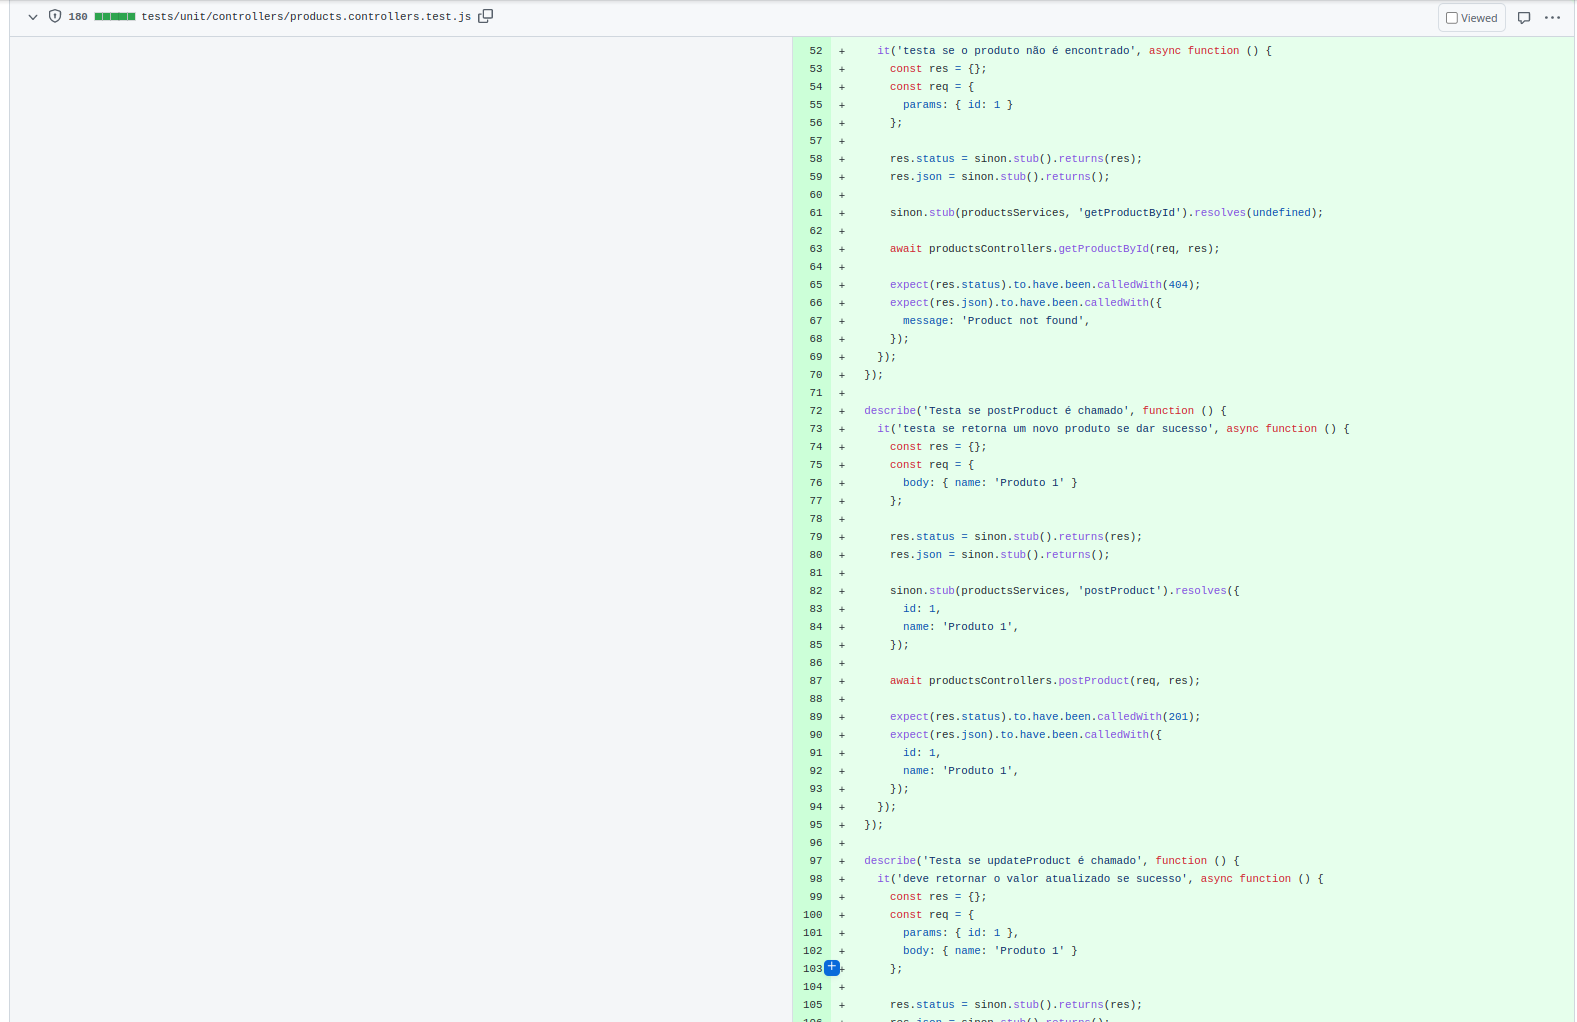 180 tests/unit/controllers/products.controllers.test.js Viewed
52 + it('testa se o produto não é encontrado', async function () {
53 + const res = {};
54 + const req = {
55 + params: { id: 1 }
56 + };
57 +
58 + res.status = sinon.stub().returns(res);
59 + res.json = sinon.stub().returns();
60 +
61 + sinon.stub(productsServices, 'getProductById').resolves(undefined);
62 +
63 + await productsControllers.getProductById(req, res);
64 +
65 + expect(res.status).to.have.been.calledWith(404);
66 + expect(res.json).to.have.been.calledWith({
67 + message: 'Product not found',
68 + });
69 + });
70 + });
71 +
72 + describe('Testa se postProduct é chamado', function () {
73 + it('testa se retorna um novo produto se dar sucesso', async function () {
74 + const res = {};
75 + const req = {
76 + body: { name: 'Produto 1' }
77 + };
78 +
79 + res.status = sinon.stub().returns(res);
80 + res.json = sinon.stub().returns();
81 +
82 + sinon.stub(productsServices, 'postProduct').resolves({
83 + id: 1,
84 + name: 'Produto 1',
85 + });
86 +
87 + await productsControllers.postProduct(req, res);
88 +
89 + expect(res.status).to.have.been.calledWith(201);
90 + expect(res.json).to.have.been.calledWith({
91 + id: 1,
92 + name: 'Produto 1',
93 + });
94 + });
95 + });
96 +
97 + describe('Testa se updateProduct é chamado', function () {
98 + it('deve retornar o valor atualizado se sucesso', async function () {
99 + const res = {};
100 + const req = {
101 + params: { id: 1 },
102 + body: { name: 'Produto 1' }
103 + };
104 +
105 + res.status = sinon.stub().returns(res);
106 + res.json = sinon.stub().returns();